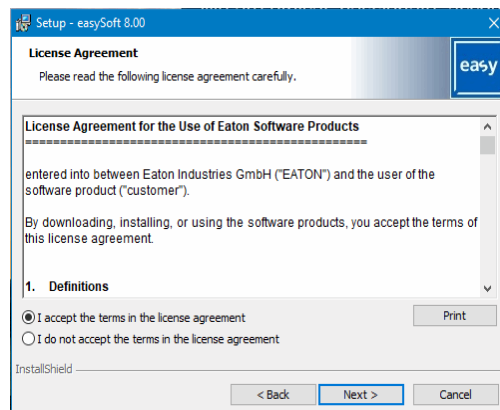 Setup - easySoft 8.00
License Agreement
Please read the following license agreement carefully.
easy
License Agreement for the Use of Eaton Software Products
==================================================
entered into between Eaton Industries GmbH ("EATON") and the user of the
software product ("customer").
By downloading, installing, or using the software products, you accept the terms of
this license agreement.
1. Definitions
I accept the terms in the license agreement
Print
I do not accept the terms in the license agreement
InstallShield
< Back
Next >
Cancel